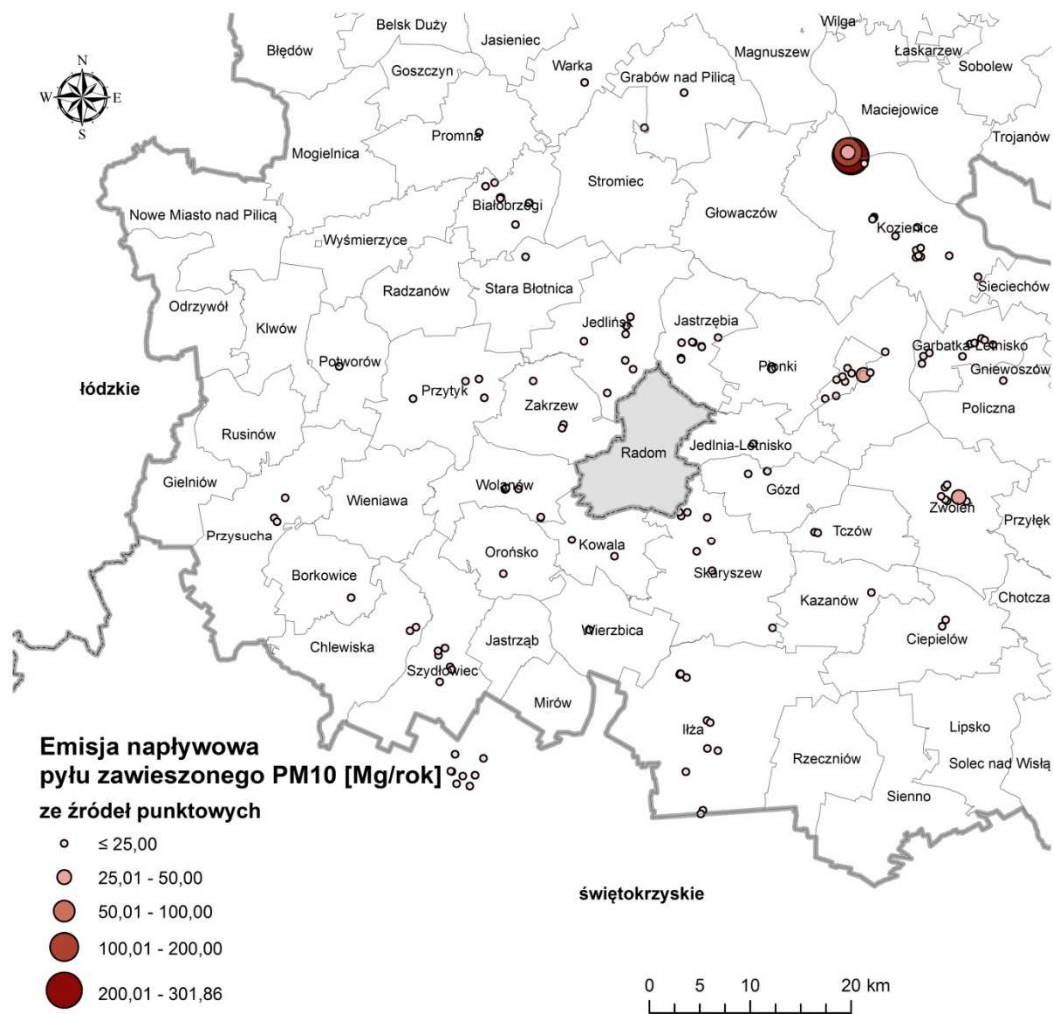 Wilga
Belsk Duży
Jasieniec
Błędów
Magnuszew
Łaskarzew
Sobolew
Warka
Goszczyn
Grabów nad Pilicą
N
W
E
S
Maciejowice
Trojanów
Promna
Mogielnica
Stromiec
Głowaczów
Białobrzegi
Nowe Miasto nad Pilicą
Kozienice
Wyśmierzyce
Radzanów
Stara Błotnica
Sieciechów
Odrzywół
Klwów
Jedlińsk
Jastrzębia
Garbatka-Letnisko
Potworów
Pionki
Gniewoszów
łódzkie
Przytyk
Zakrzew
Policzna
Rusinów
Radom
Jedlnia-Letnisko
Gielniów
Wieniawa
Wolanów
Gózd
Zwoleń
Przysucha
Przyłęk
Tczów
Orońsko
Kowala
Borkowice
Skaryszew
Chotcza
Kazanów
Chlewiska
Jastrząb
Wierzbica
Ciepielów
Szydłowiec
Mirów
Iłża
Lipsko
Rzeczniów
Solec nad Wisłą
Sienno
Emisja napływowa
pyłu zawieszonego PM10 [Mg/rok]
ze źródeł punktowych
≤ 25,00
25,01 - 50,00
50,01 - 100,00
100,01 - 200,00
200,01 - 301,86
świętokrzyskie
0 5 10 20 km